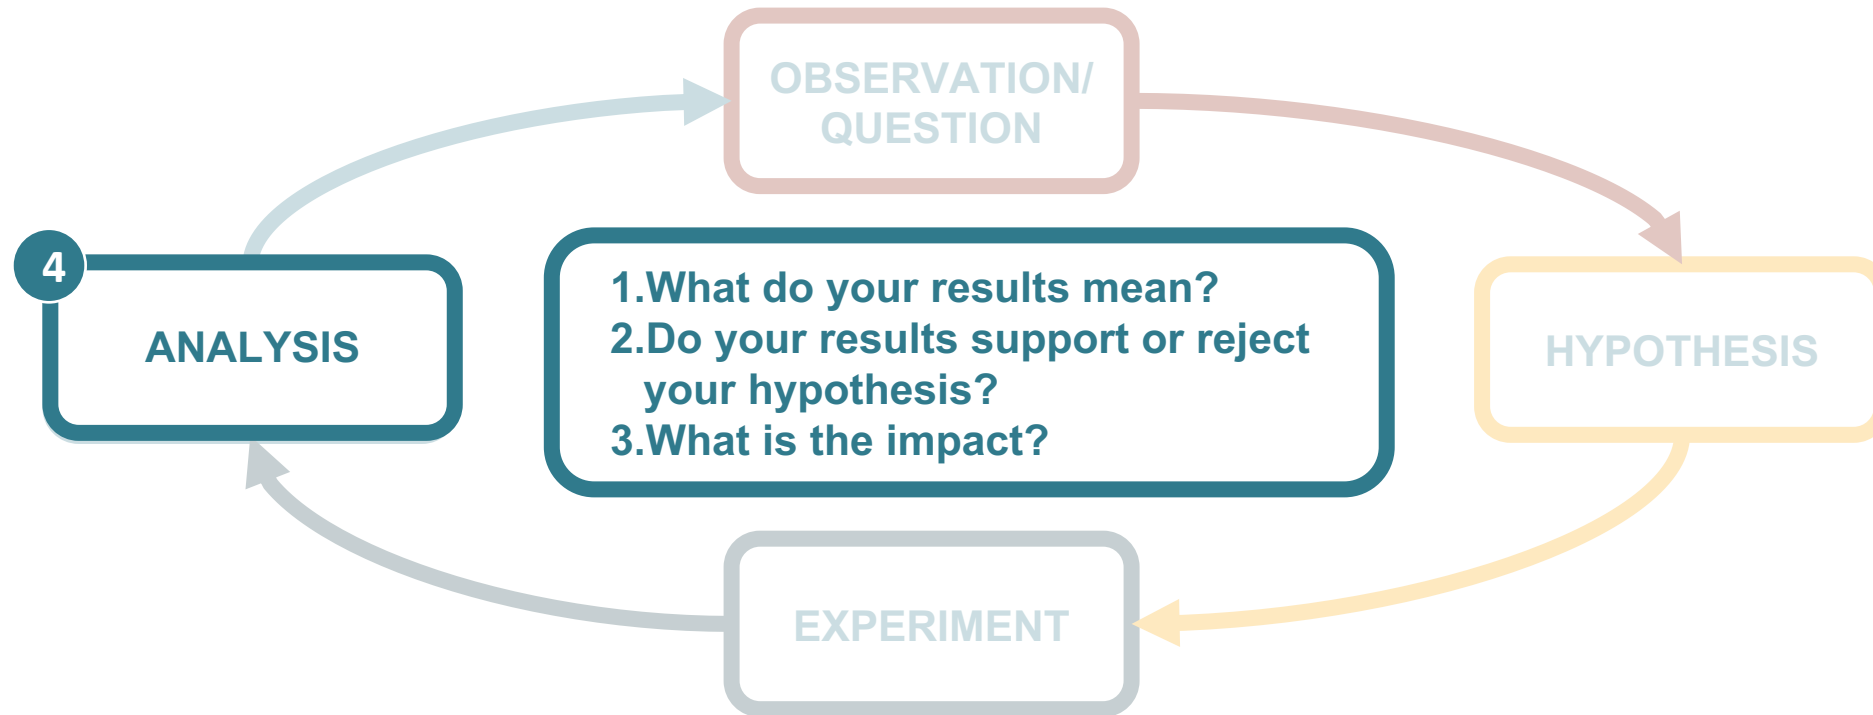 OBSERVATION/
QUESTION
4
ANALYSIS
1.What do your results mean?
2.Do your results support or reject
your hypothesis?
3.What is the impact?
HYPOTHESIS
EXPERIMENT